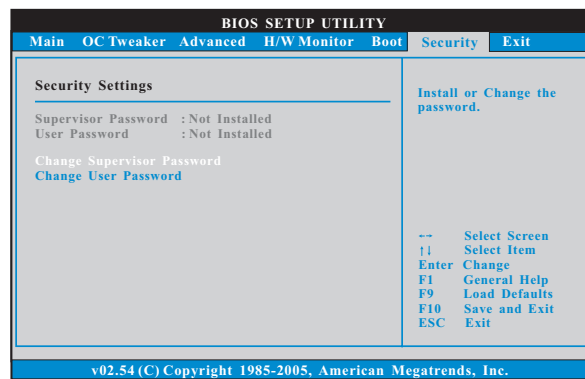 BIOS SETUP UTILITY
Main OC Tweaker Advanced H/W Monitor Boot Security Exit
Security Settings
Supervisor Password : Not Installed
User Password : Not Installed
Change Supervisor Password
Change User Password
Install or Change the
password.
←→ Select Screen
↑↓ Select Item
Enter Change
F1 General Help
F9 Load Defaults
F10 Save and Exit
ESC Exit
v02.54 (C) Copyright 1985-2005, American Megatrends, Inc.